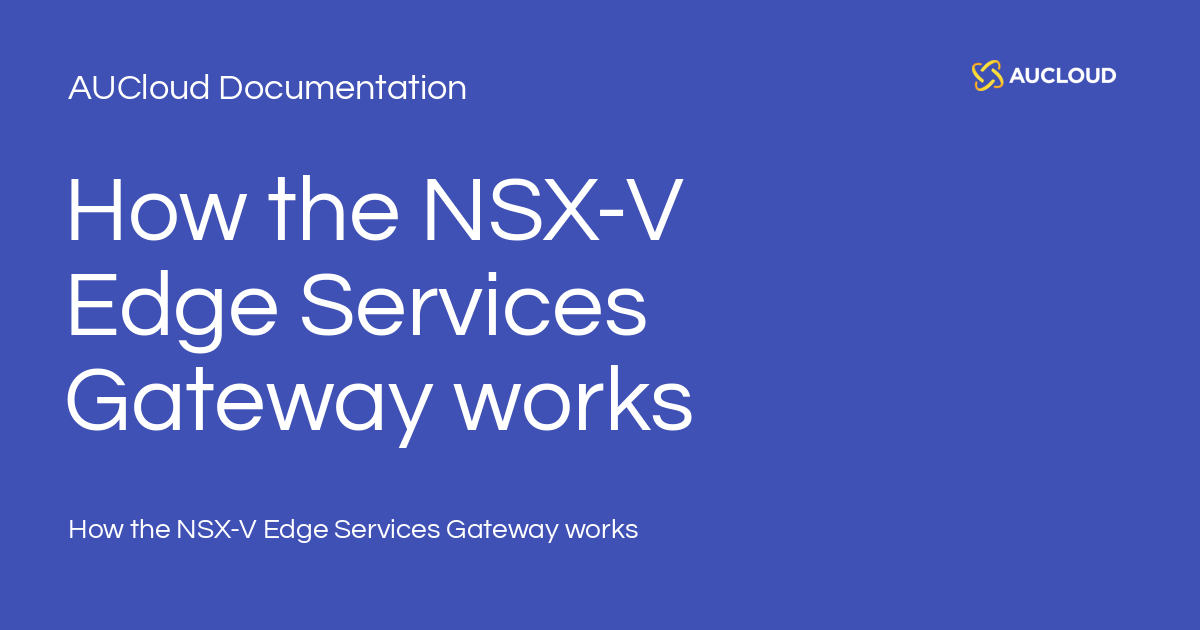 AUCloud Documentation
AUCLOUD
How the NSX-V
Edge Services
Gateway works
How the NSX-V Edge Services Gateway works